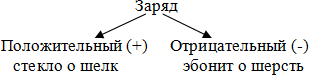 Заряд
Положительный (+) Отрицательный (-)
стекло о шелк эбонит о шерсть